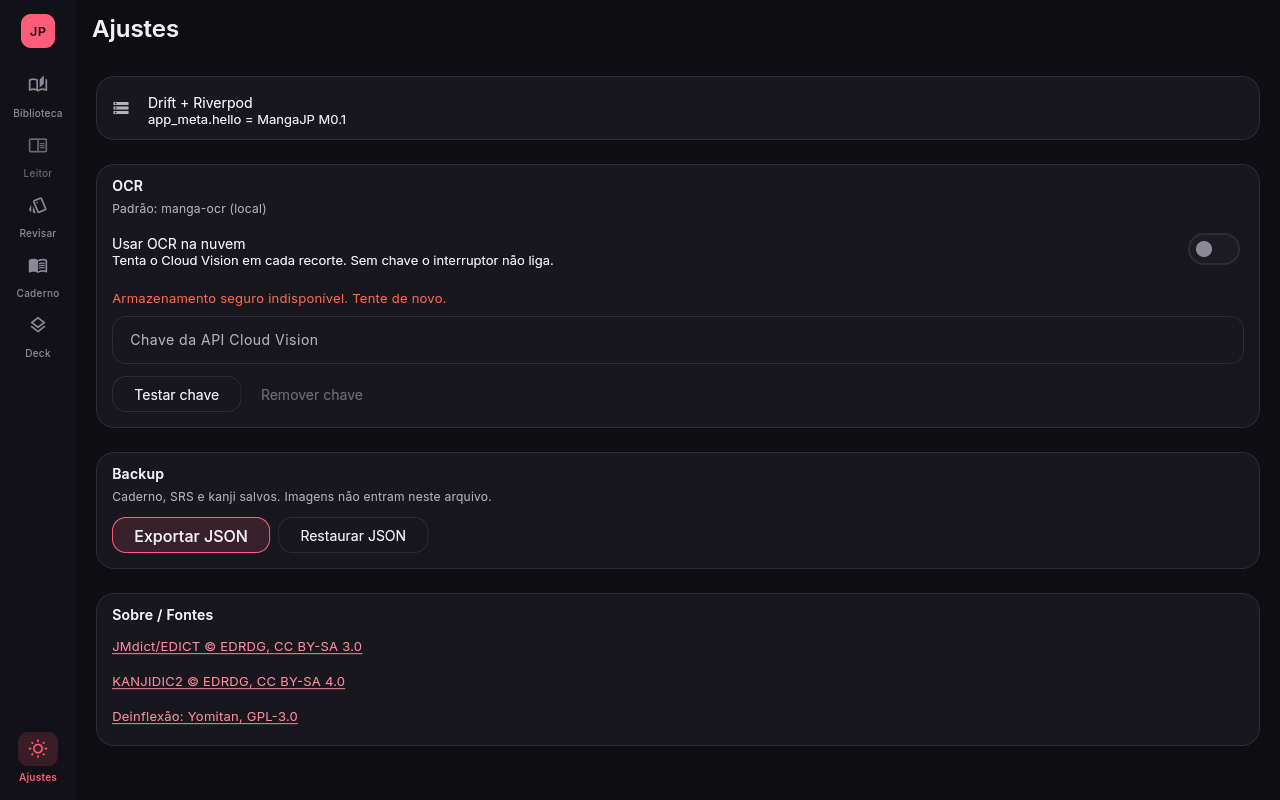 JP
Ajustes
Biblioteca
Leitor
Revisar
Caderno
Deck
Ajustes
Drift + Riverpod
app_meta.hello = MangaJP M0.1
OCR
Padrão: manga-ocr (local)
Usar OCR na nuvem
Tenta o Cloud Vision em cada recorte. Sem chave o interruptor não liga.
Armazenamento seguro indisponível. Tente de novo.
Chave da API Cloud Vision
Testar chave Remover chave
Backup
Caderno, SRS e kanji salvos. Imagens não entram neste arquivo.
Exportar JSON Restaurar JSON
Sobre / Fontes
JMdict/EDICT © EDRDG, CC BY-SA 3.0
KANJIDIC2 © EDRDG, CC BY-SA 4.0
Deinflexão: Yomitan, GPL-3.0